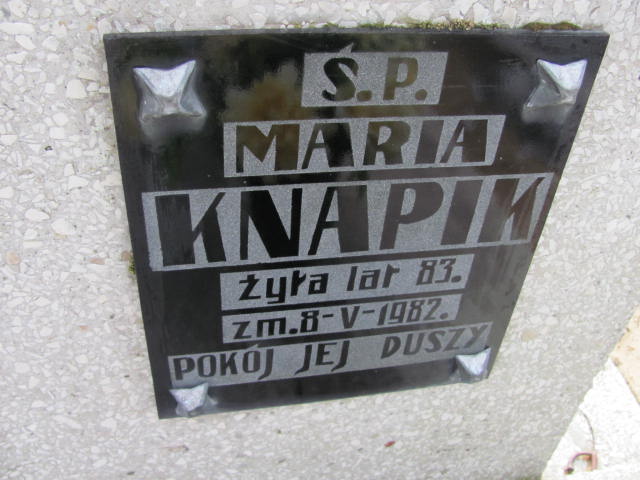 Ś.P.
MARIA
KNAPIK
żyła lat 83.
zm. 8-V-1982.
POKÓJ JEJ DUSZY